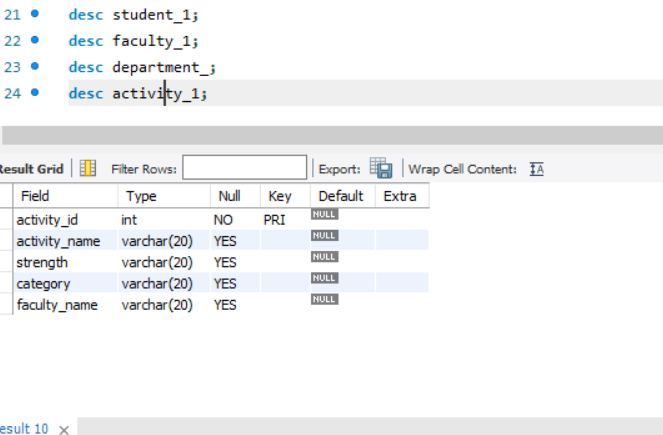 21 desc student_1;
22 desc faculty_1;
23 desc department_;
24 desc activity_1;
Result Grid Filter Rows: Export: Wrap Cell Content: IA
Field Type Null Key Default Extra
activity_id int NO PRI NULL
activity_name varchar(20) YES NULL
strength varchar(20) YES NULL
category varchar(20) YES NULL
faculty_name varchar(20) YES NULL
esult 10 ×